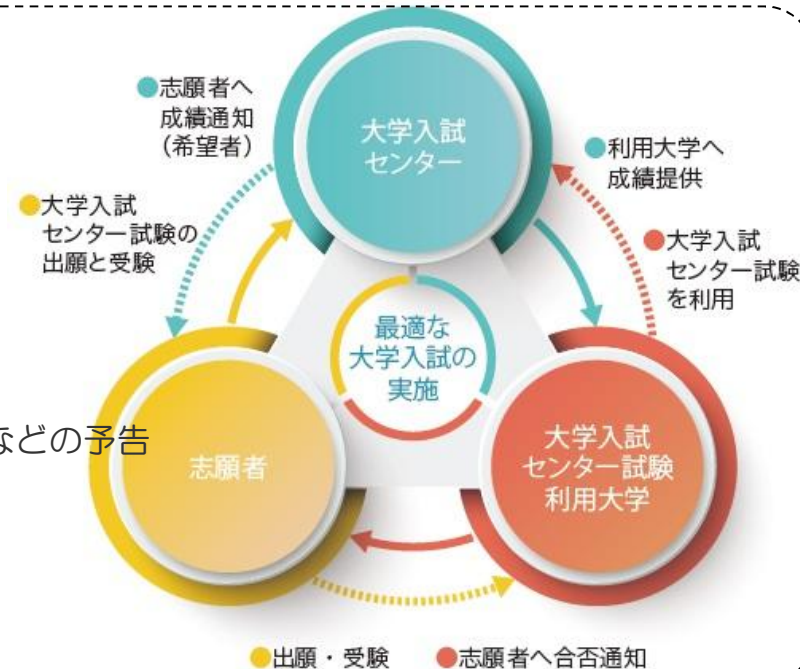 ●志願者へ
成績通知
（希望者）
大学入試
センター
●利用大学へ
成績提供
●大学入試
センター試験の
出願と受験
●大学入試
センター試験
を利用
最適な
大学入試の
実施
などの予告
志願者
大学入試
センター試験
利用大学
●出願・受験
●志願者へ合否通知